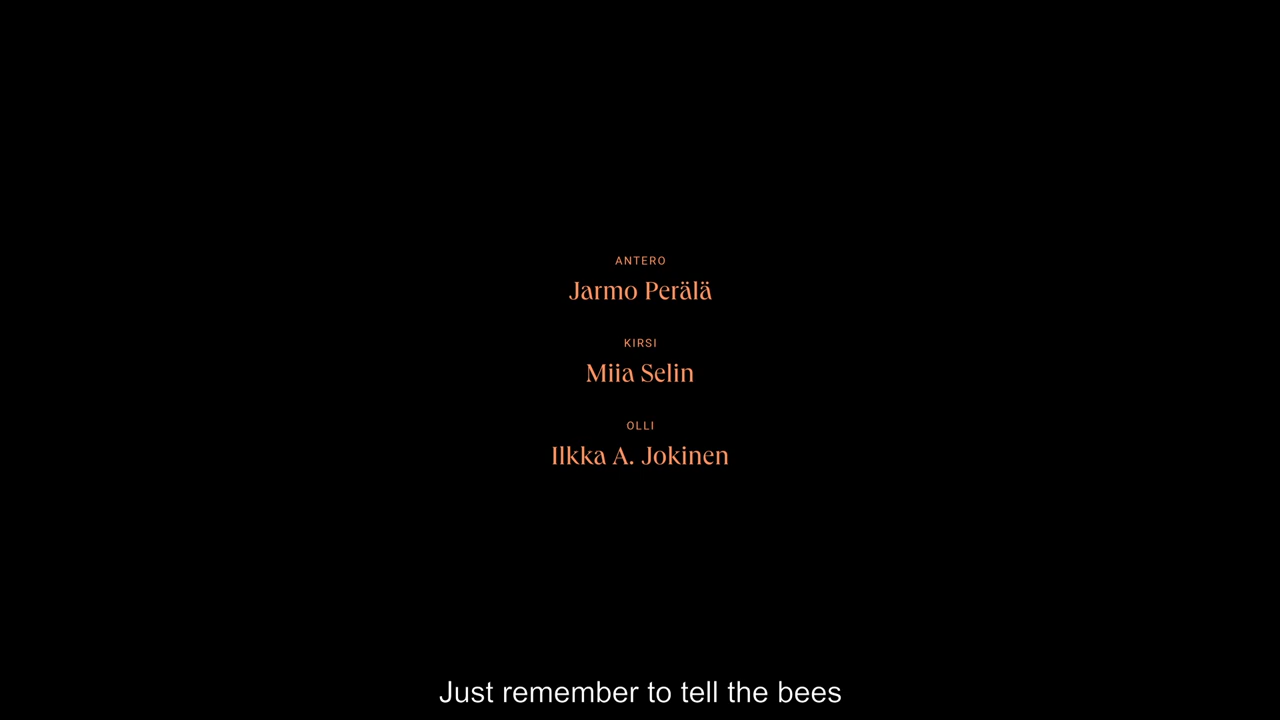 ANTERO
Jarmo Perälä
KIRSI
Miia Selin
OLLI
Ilkka A. Jokinen
Just remember to tell the bees